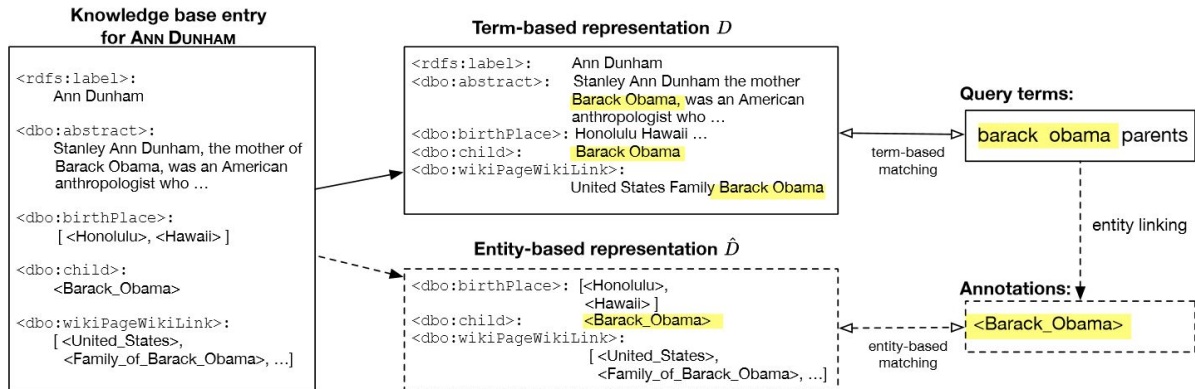 Knowledge base entry
for ANN DUNHAM
<rdfs:label>:
Ann Dunham
<dbo:abstract>:
Stanley Ann Dunham, the mother of
Barack Obama, was an American
anthropologist who ...
<dbo:birthPlace>:
[ <Honolulu>, <Hawaii> ]
<dbo:child>:
<Barack_Obama>
<dbo:wikiPageWikiLink>:
[ <United_States>,
<Family_of_Barack_Obama>, ...]
Term-based representation D
<rdfs:label>: Ann Dunham
<dbo:abstract>: Stanley Ann Dunham the mother
Barack Obama, was an American
anthropologist who ...
<dbo:birthPlace>: Honolulu Hawaii ...
<dbo:child>: Barack Obama
<dbo:wikiPageWikiLink>:
United States Family Barack Obama
Entity-based representation D̂
<dbo:birthPlace>: [<Honolulu>,
<Hawaii> ]
<dbo:child>: <Barack_Obama>
<dbo:wikiPageWikiLink>:
[ <United_States>,
<Family_of_Barack_Obama>, ...]
term-based
matching
entity-based
matching
Query terms:
barack obama parents
entity linking
Annotations:
<Barack_Obama>